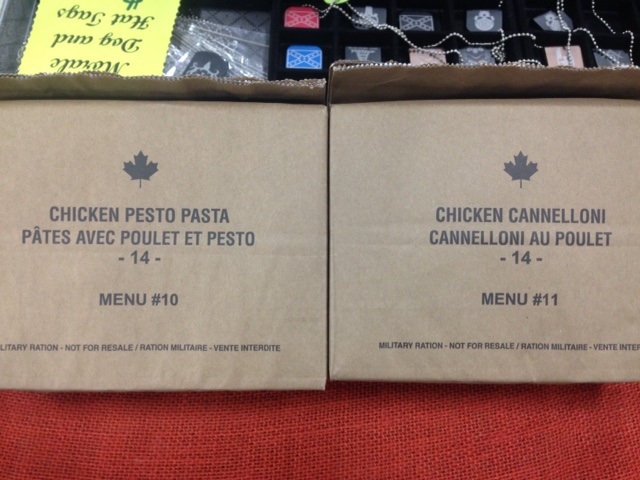 Morale
Dog and
Hat Tags
CHICKEN PESTO PASTA
PÂTES AVEC POULET ET PESTO
- 14 -
MENU #10
LITARY RATION - NOT FOR RESALE / RATION MILITAIRE - VENTE INTERDITE
CHICKEN CANNELLONI
CANNELLONI AU POULET
- 14 -
MENU #11
MILITARY RATION - NOT FOR RESALE / RATION MILITAIRE - VENTE INTER